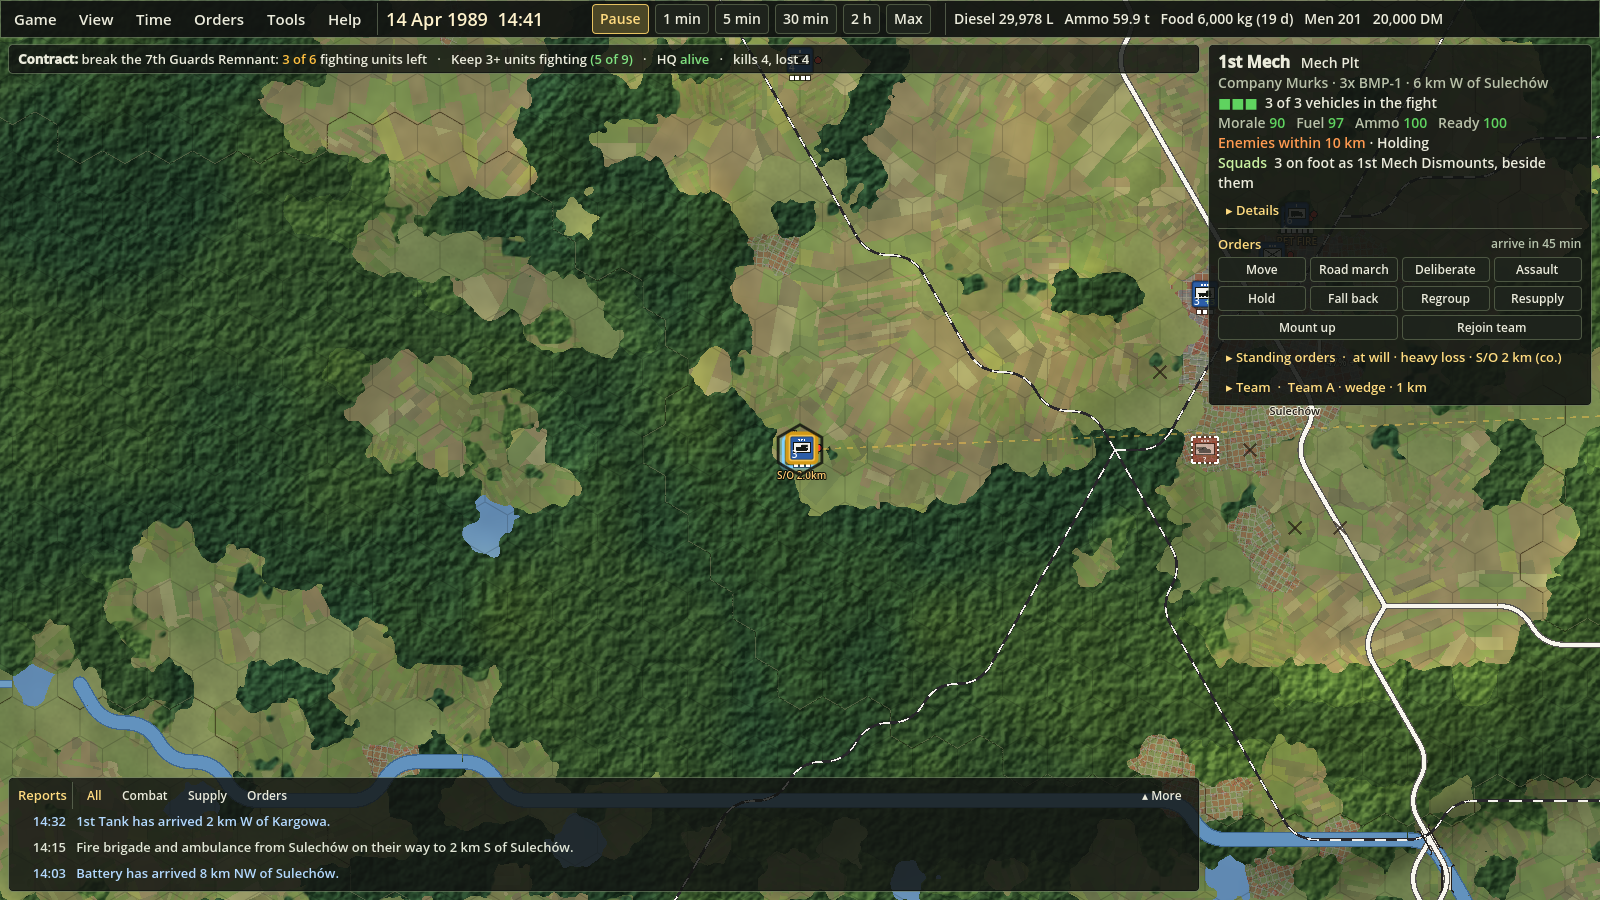 Game View Time Orders Tools Help 14 Apr 1989 14:41 Pause 1 min 5 min 30 min 2 h Max Diesel 29,978 L Ammo 59.9 t Food 6,000 kg (19 d) Men 201 20,000 DM
Contract: break the 7th Guards Remnant: 3 of 6 fighting units left · Keep 3+ units fighting (5 of 9) · HQ alive · kills 4, lost 4
1st Mech Mech Plt
Company Murks · 3x BMP-1 · 6 km W of Sulechów
3 of 3 vehicles in the fight
Morale 90 Fuel 97 Ammo 100 Ready 100
Enemies within 10 km · Holding
Squads 3 on foot as 1st Mech Dismounts, beside
them
▸ Details
Orders arrive in 45 min
Move Road march Deliberate Assault
Hold Fall back Regroup Resupply
Mount up Rejoin team
▸ Standing orders · at will · heavy loss · S/O 2 km (co.)
▸ Team · Team A · wedge · 1 km
Sulechów
3
3
S/O 2.0km
Reports All Combat Supply Orders ▴ More
14:32 1st Tank has arrived 2 km W of Kargowa.
14:15 Fire brigade and ambulance from Sulechów on their way to 2 km S of Sulechów.
14:03 Battery has arrived 8 km NW of Sulechów.